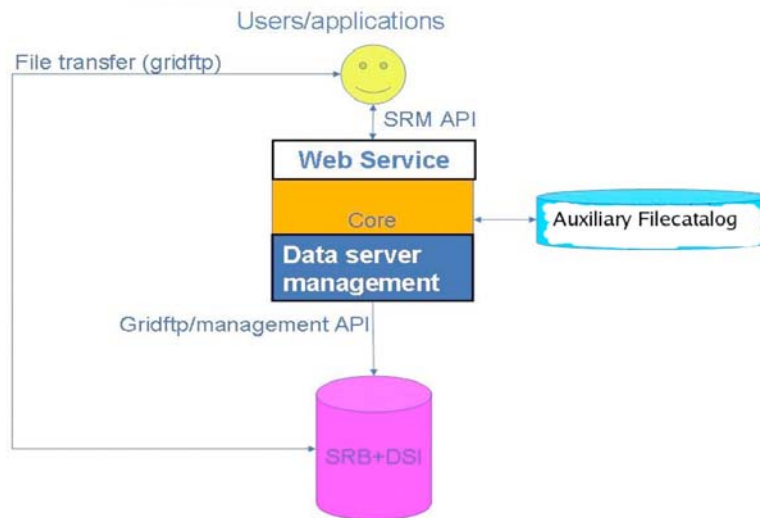 Users/applications
File transfer (gridftp)
SRM API
Web Service
Core
Auxiliary Filecatalog
Data server
management
Gridftp/management API
SRB+DSI